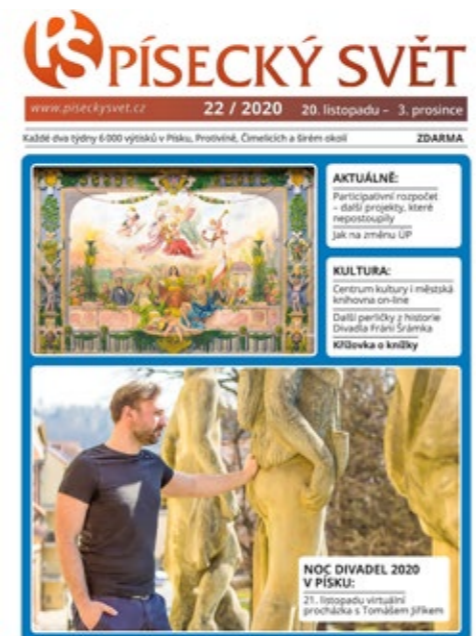 PS PÍSECKÝ SVĚT
www.piseckysvet.cz 22 / 2020 20. listopadu – 3. prosince
Každé dva týdny 6 000 výtisků v Písku, Protivíně, Čimelicích a širém okolí ZDARMA
AKTUÁLNĚ:
Participativní rozpočet
– další projekty, které
nepostoupily
Jak na změnu ÚP
KULTURA:
Centrum kultury i městská
knihovna on-line
Další perličky z historie
Divadla Fráni Šrámka
Křížovka o knížky
NOC DIVADEL 2020
V PÍSKU:
21. listopadu virtuální
procházka s Tomášem Jiříkem